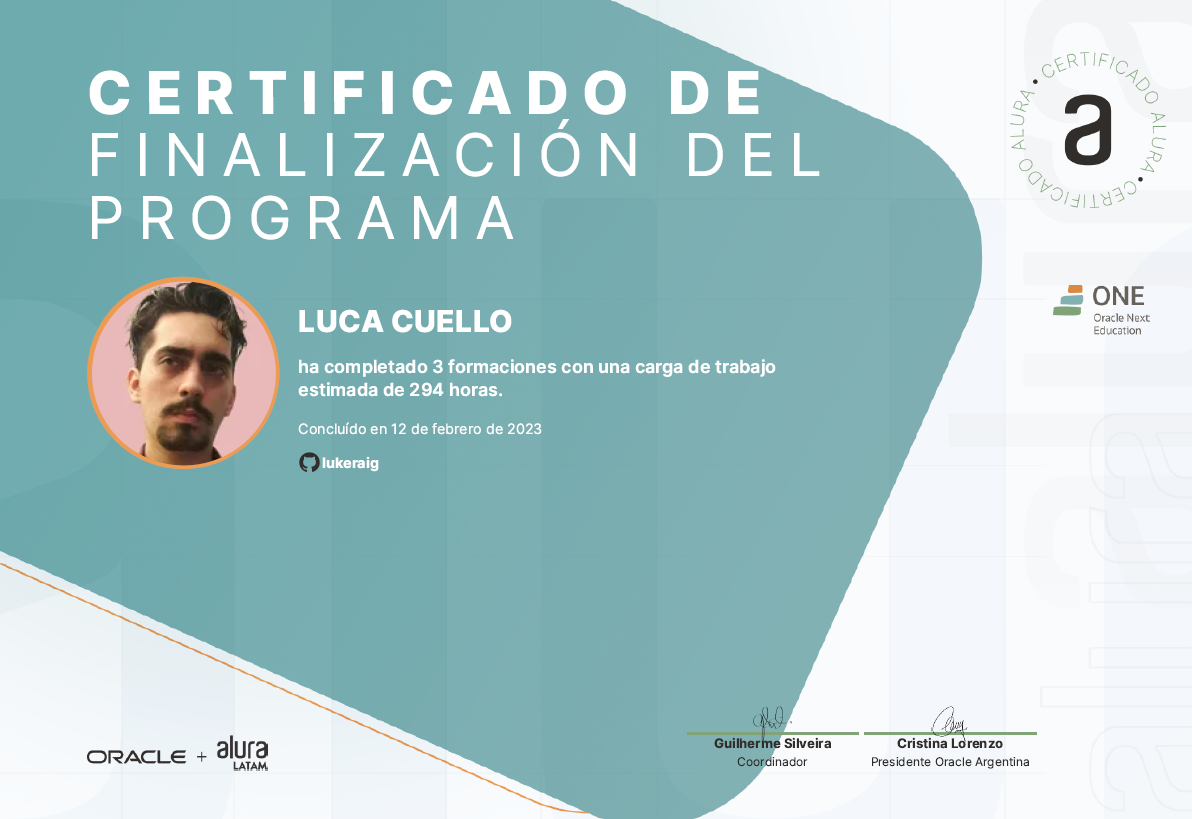 CERTIFICADO DE
FINALIZACIÓN DEL
PROGRAMA
CERTIFICADO ALURA • CERTIFICADO ALURA •
a
ONE
Oracle Next
Education
LUCA CUELLO
ha completado 3 formaciones con una carga de trabajo
estimada de 294 horas.
Concluído en 12 de febrero de 2023
lukeraig
ORACLE + alura
LATAM
Guilherme Silveira
Coordinador
Cristina Lorenzo
Presidente Oracle Argentina
alura